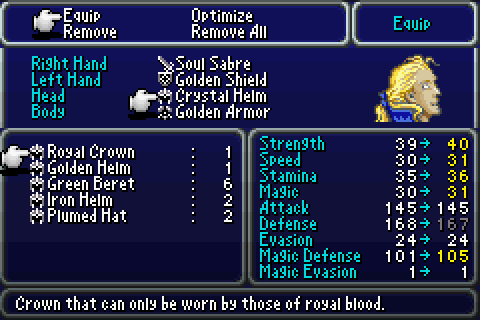 Equip Optimize Equip
Remove Remove All
Right Hand Soul Sabre
Left Hand Golden Shield
Head Crystal Helm
Body Golden Armor
Royal Crown : 1
Golden Helm : 1
Green Beret : 6
Iron Helm : 2
Plumed Hat : 2
Strength 39→ 40
Speed 30→ 31
Stamina 35→ 36
Magic 30→ 31
Attack 145→145
Defense 168→167
Evasion 24→ 24
Magic Defense 101→105
Magic Evasion 1→ 1
Crown that can only be worn by those of royal blood.